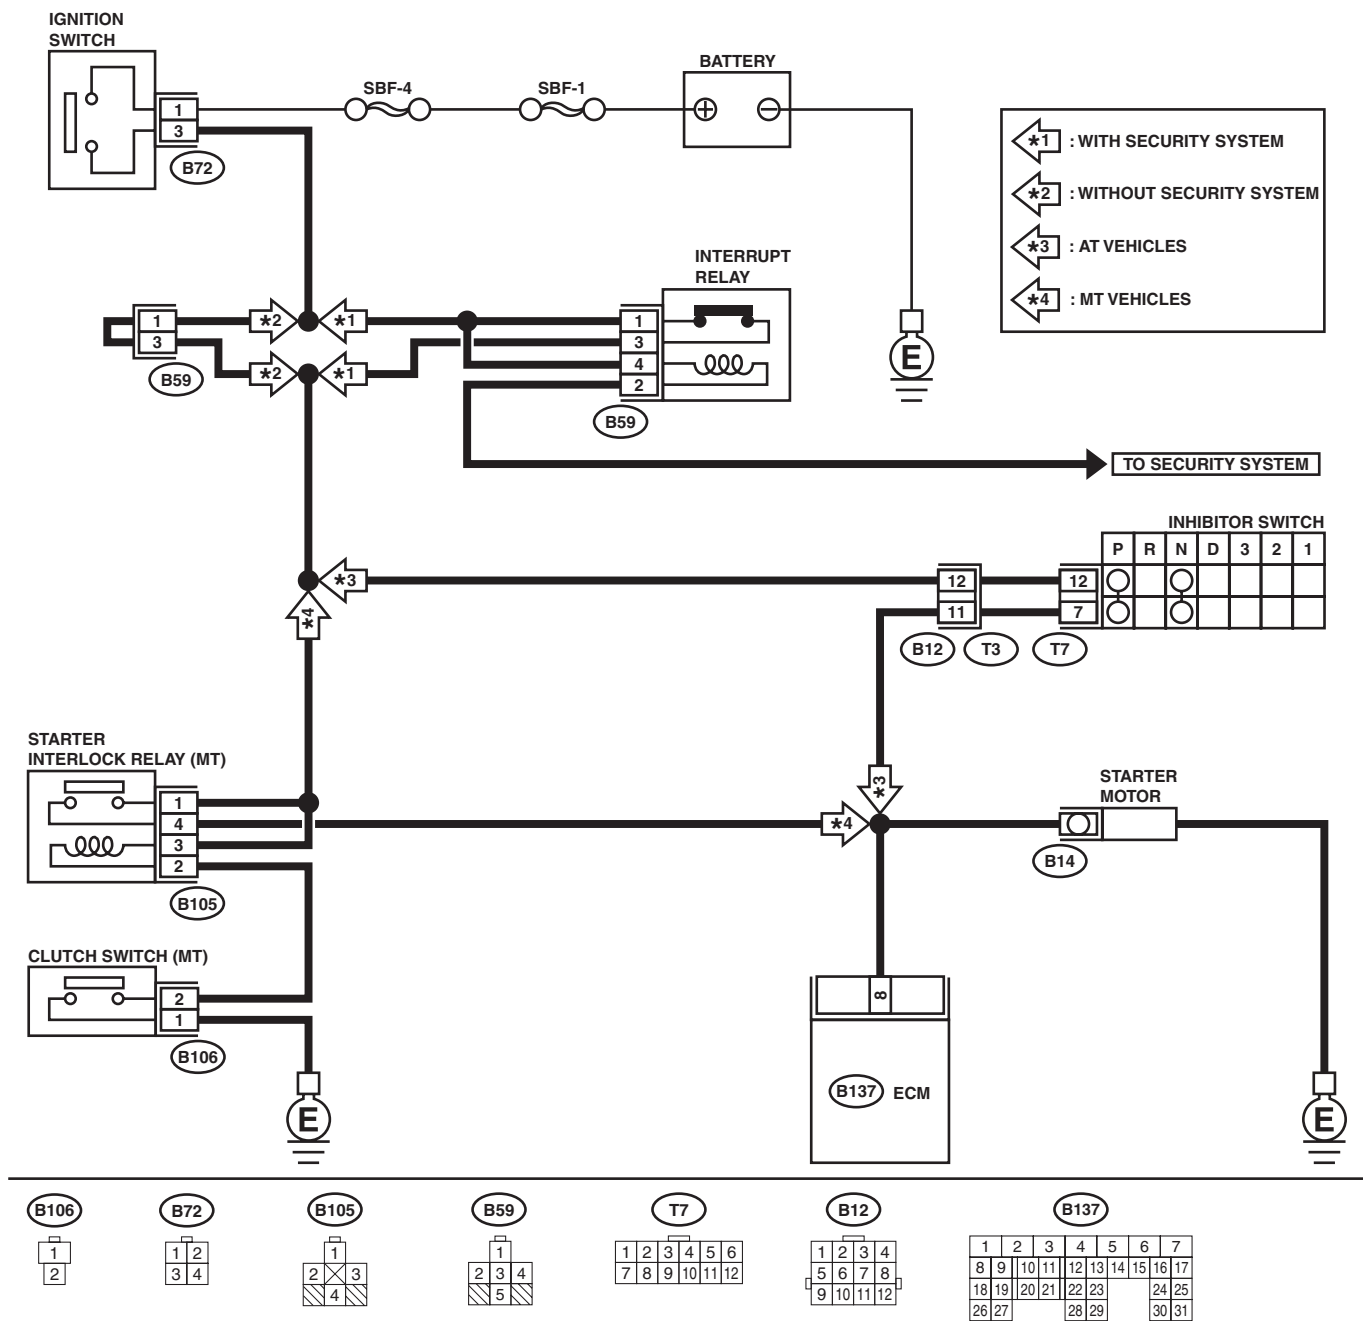 IGNITION
SWITCH
1
3
B72
SBF-4
SBF-1
BATTERY
+
−
E
*1 : WITH SECURITY SYSTEM
*2 : WITHOUT SECURITY SYSTEM
*3 : AT VEHICLES
*4 : MT VEHICLES
INTERRUPT
RELAY
1
3
B59
*2
*1
*2
*1
1
3
4
2
B59
TO SECURITY SYSTEM
INHIBITOR SWITCH
P R N D 3 2 1
*3
12
11
12
7
B12
T3
T7
*4
STARTER
INTERLOCK RELAY (MT)
1
4
3
2
B105
*3
*4
STARTER
MOTOR
B14
CLUTCH SWITCH (MT)
2
1
B106
E
8
B137 ECM
E
B106
1
2
B72
1 2
3 4
B105
1
2 3
4
B59
1
2 3 4
5
T7
1 2 3 4 5 6
7 8 9 10 11 12
B12
1 2 3 4
5 6 7 8
9 10 11 12
B137
1 2 3 4 5 6 7
8 9 10 11 12 13 14 15 16 17
18 19 20 21 22 23 24 25
26 27 28 29 30 31